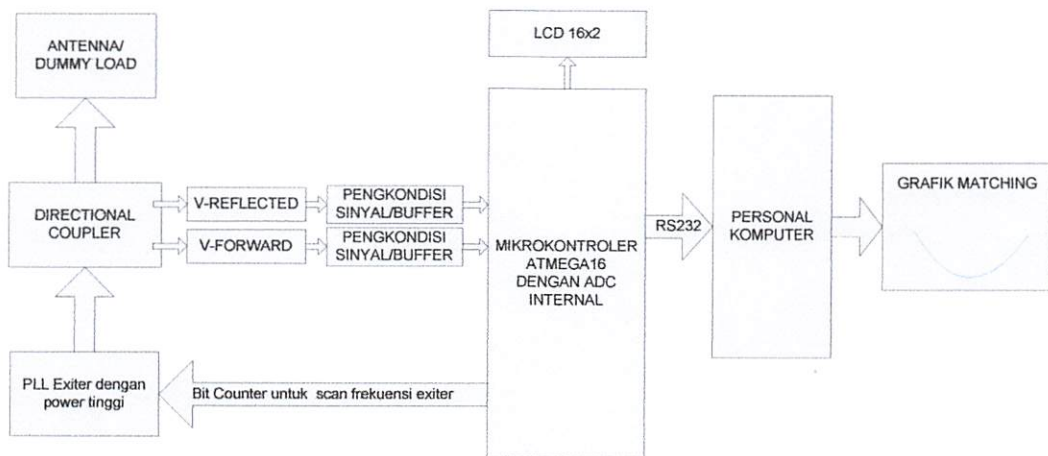 ANTENNA/
DUMMY LOAD
LCD 16x2
DIRECTIONAL
COUPLER
V-REFLECTED
PENGKONDISI
SINYAL/BUFFER
V-FORWARD
PENGKONDISI
SINYAL/BUFFER
MIKROKONTROLER
ATMEGA16
DENGAN ADC
INTERNAL
RS232
PERSONAL
KOMPUTER
GRAFIK MATCHING
PLL Exiter dengan
power tinggi
Bit Counter untuk scan frekuensi exiter